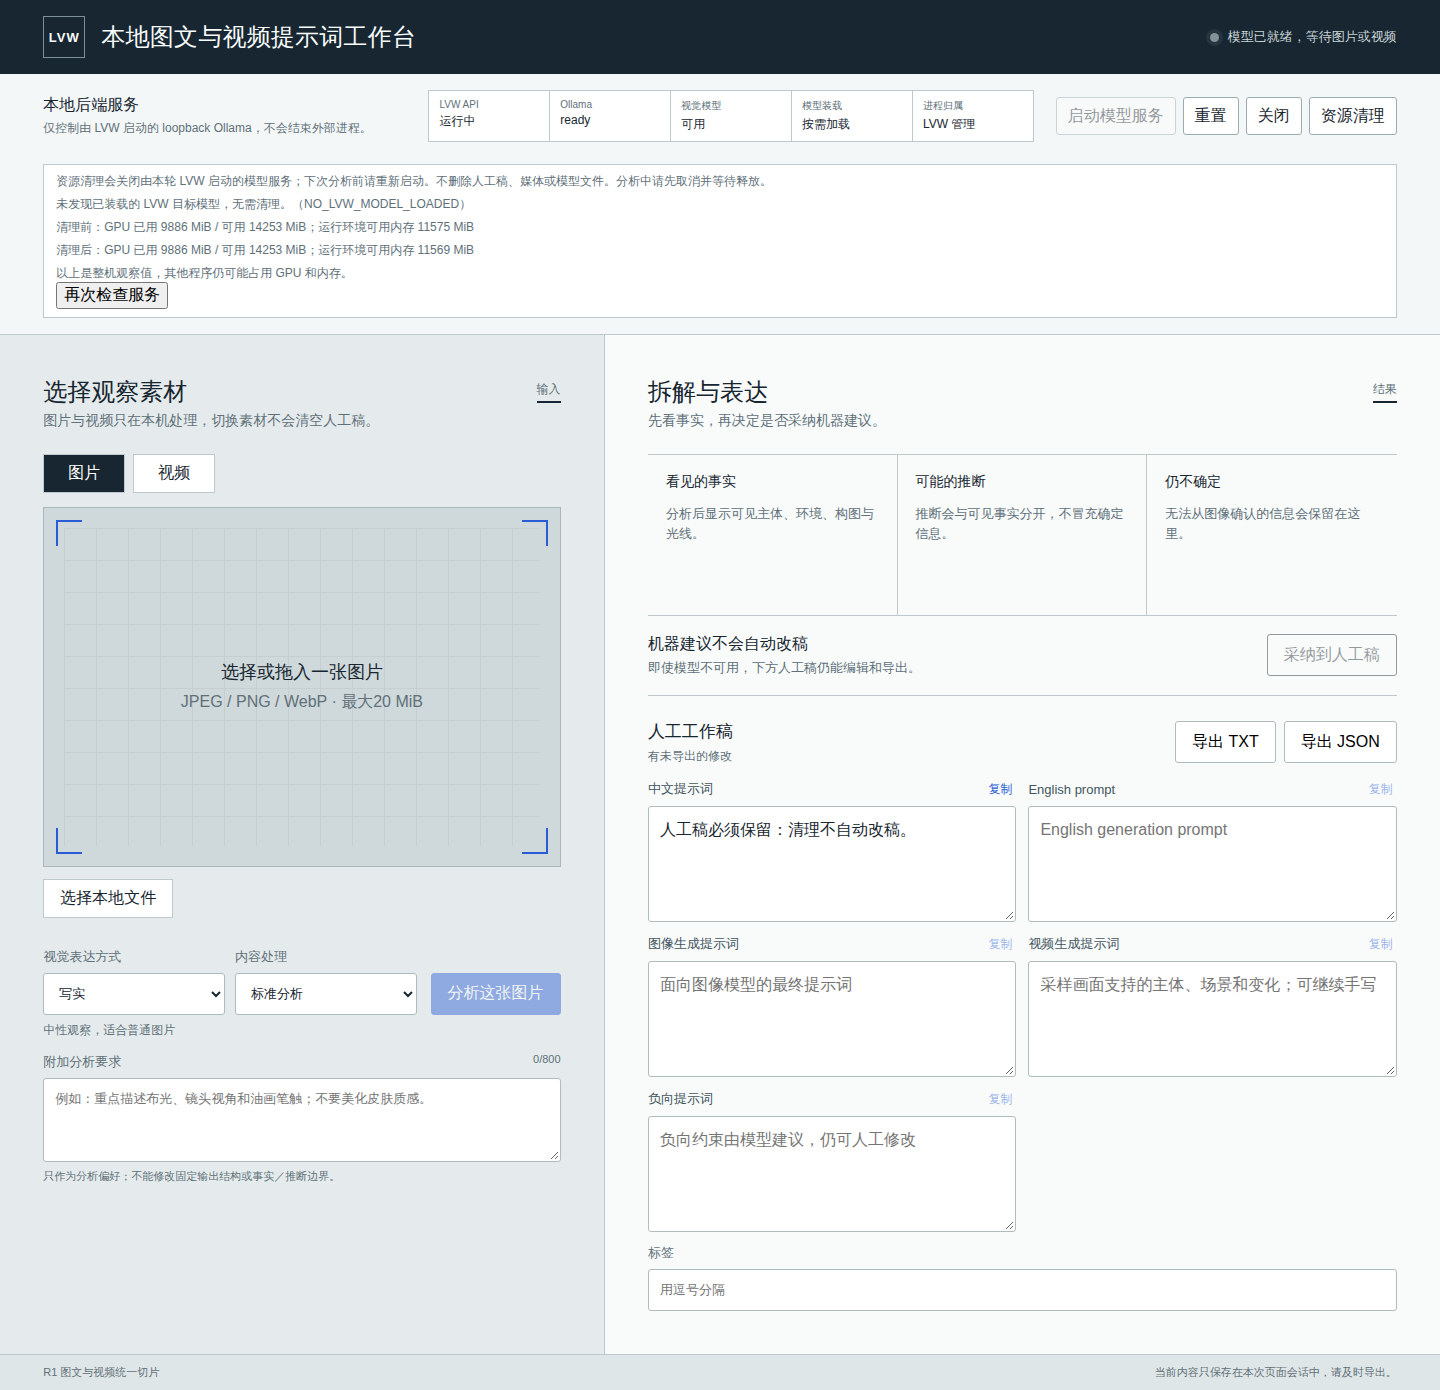 LVW
本地图文与视频提示词工作台
模型已就绪，等待图片或视频
本地后端服务
仅控制由 LVW 启动的 loopback Ollama，不会结束外部进程。
LVW API
运行中
Ollama
ready
视觉模型
可用
模型装载
按需加载
进程归属
LVW 管理
启动模型服务
重置
关闭
资源清理
资源清理会关闭由本轮 LVW 启动的模型服务；下次分析前请重新启动。不删除人工稿、媒体或模型文件。分析中请先取消并等待释放。
未发现已装载的 LVW 目标模型，无需清理。（NO_LVW_MODEL_LOADED）
清理前：GPU 已用 9886 MiB / 可用 14253 MiB；运行环境可用内存 11575 MiB
清理后：GPU 已用 9886 MiB / 可用 14253 MiB；运行环境可用内存 11569 MiB
以上是整机观察值，其他程序仍可能占用 GPU 和内存。
再次检查服务
选择观察素材
输入
图片与视频只在本机处理，切换素材不会清空人工稿。
图片
视频
选择或拖入一张图片
JPEG / PNG / WebP · 最大20 MiB
选择本地文件
视觉表达方式
内容处理
写实
标准分析
分析这张图片
中性观察，适合普通图片
附加分析要求
0/800
例如：重点描述布光、镜头视角和油画笔触；不要美化皮肤质感。
只作为分析偏好；不能修改固定输出结构或事实／推断边界。
拆解与表达
结果
先看事实，再决定是否采纳机器建议。
看见的事实
分析后显示可见主体、环境、构图与
光线。
可能的推断
推断会与可见事实分开，不冒充确定
信息。
仍不确定
无法从图像确认的信息会保留在这
里。
机器建议不会自动改稿
即使模型不可用，下方人工稿仍能编辑和导出。
采纳到人工稿
人工工作稿
有未导出的修改
导出 TXT
导出 JSON
中文提示词
复制
English prompt
复制
人工稿必须保留：清理不自动改稿。
English generation prompt
图像生成提示词
复制
视频生成提示词
复制
面向图像模型的最终提示词
采样画面支持的主体、场景和变化；可继续手写
负向提示词
复制
负向约束由模型建议，仍可人工修改
标签
用逗号分隔
R1 图文与视频统一切片
当前内容只保存在本次页面会话中，请及时导出。